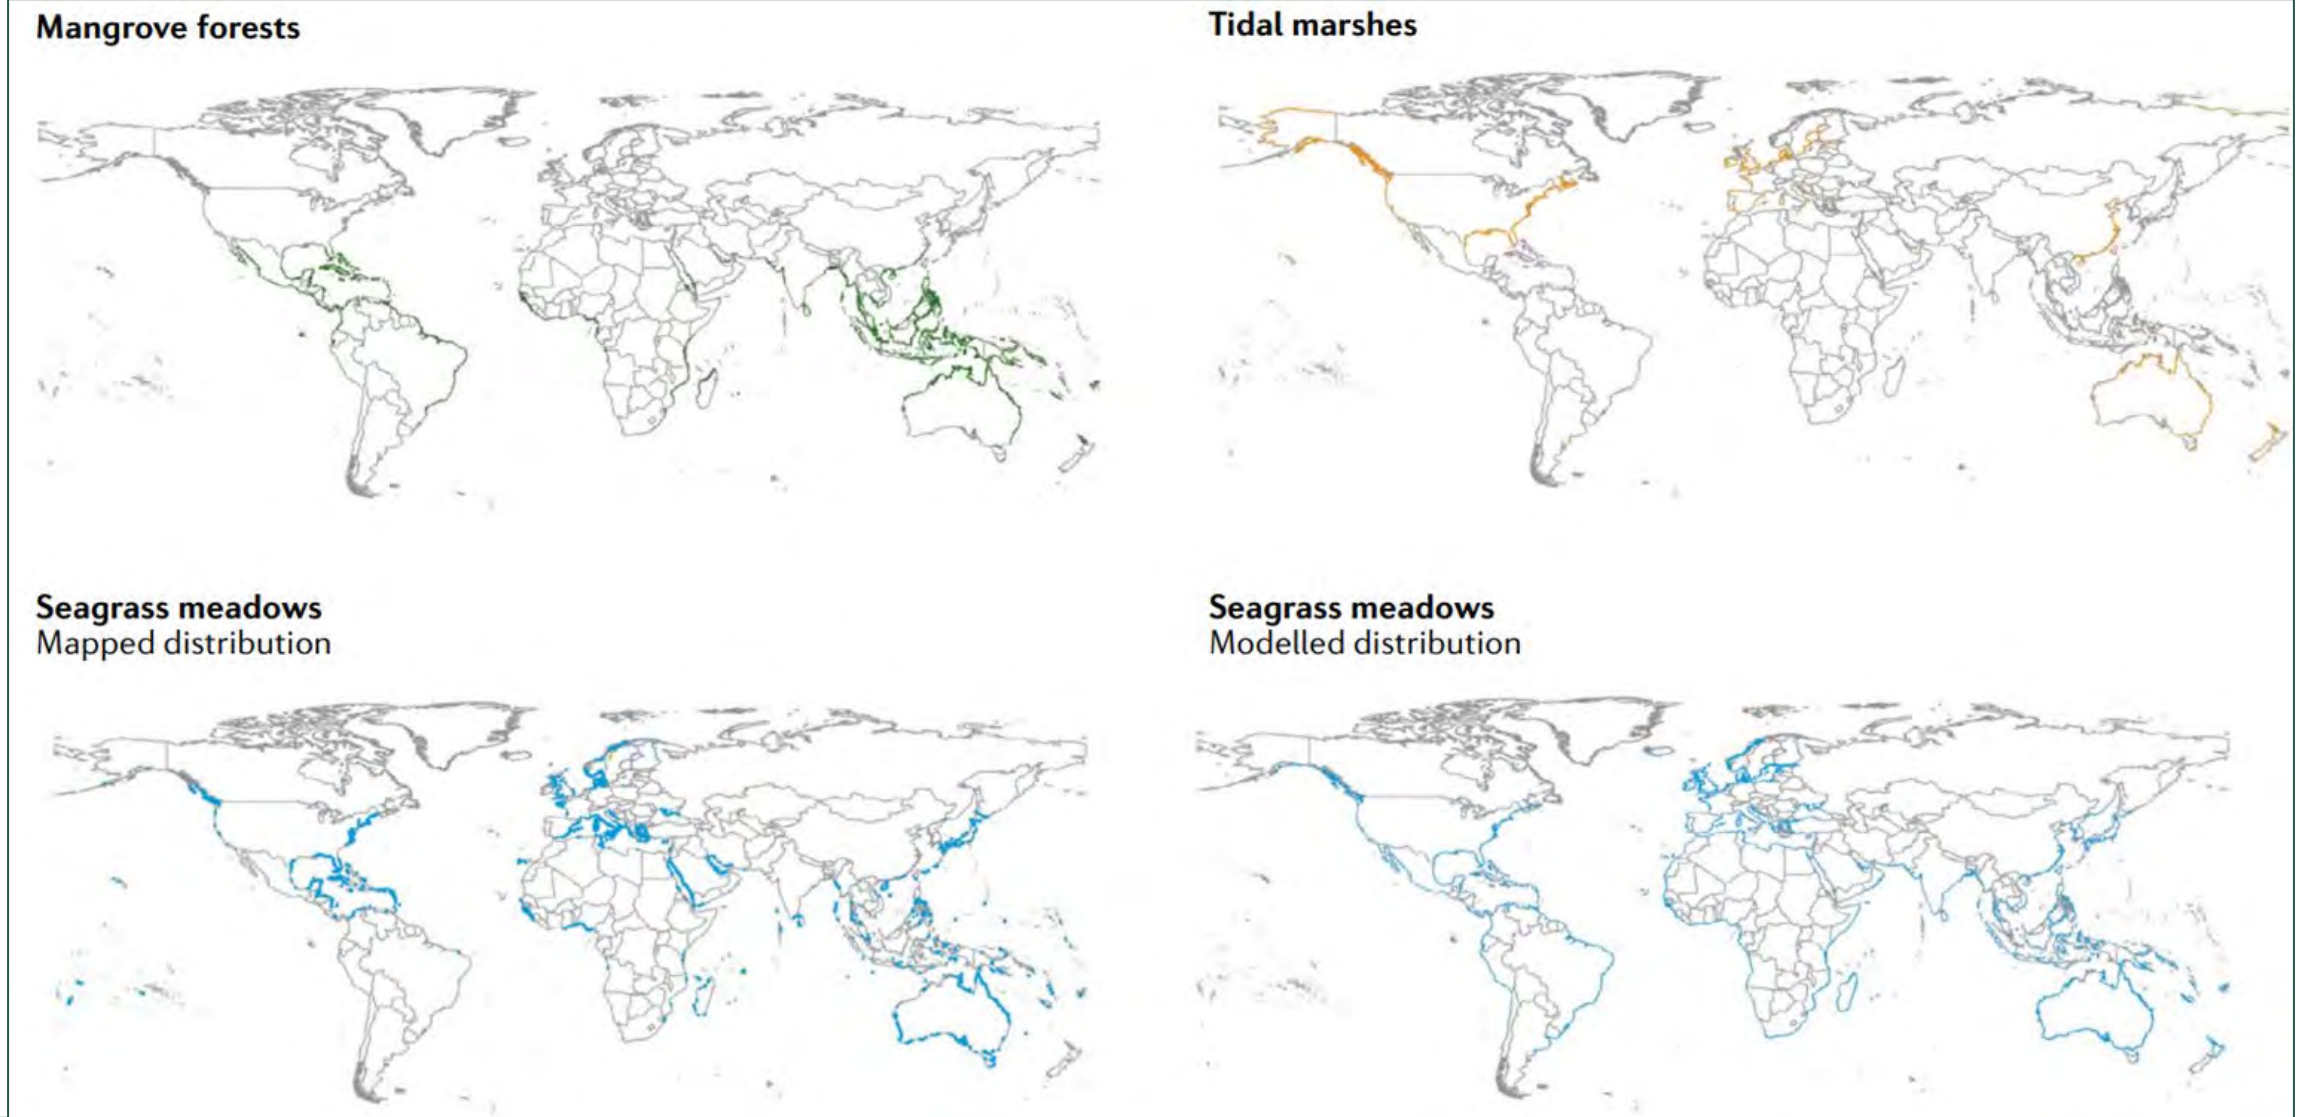 Mangrove forests
Tidal marshes
Seagrass meadows
Mapped distribution
Seagrass meadows
Modelled distribution